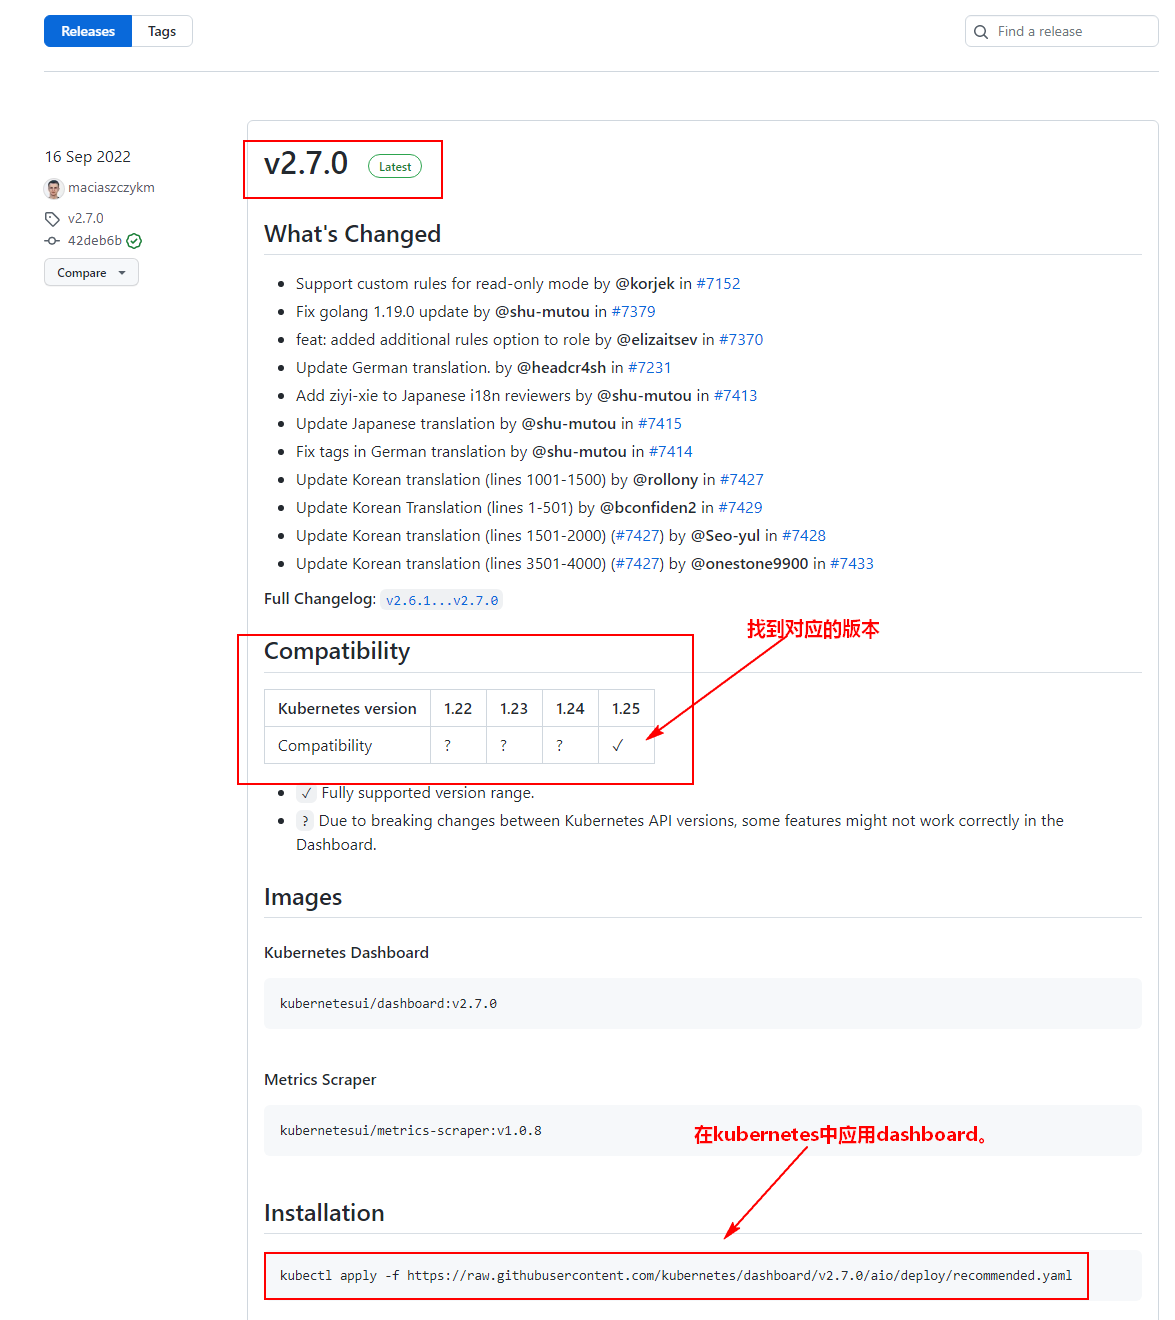 Releases
Tags
Find a release
16 Sep 2022
maciaszczykm
v2.7.0
42deb6b
Compare
v2.7.0
Latest
What's Changed
Support custom rules for read-only mode by @korjek in #7152
Fix golang 1.19.0 update by @shu-mutou in #7379
feat: added additional rules option to role by @elizaitsev in #7370
Update German translation. by @headcr4sh in #7231
Add ziyi-xie to Japanese i18n reviewers by @shu-mutou in #7413
Update Japanese translation by @shu-mutou in #7415
Fix tags in German translation by @shu-mutou in #7414
Update Korean translation (lines 1001-1500) by @rollony in #7427
Update Korean Translation (lines 1-501) by @bconfiden2 in #7429
Update Korean translation (lines 1501-2000) (#7427) by @Seo-yul in #7428
Update Korean translation (lines 3501-4000) (#7427) by @onestone9900 in #7433
Full Changelog: v2.6.1...v2.7.0
找到对应的版本
Compatibility
Kubernetes version 1.22 1.23 1.24 1.25
Compatibility ? ? ? ✓
✓ Fully supported version range.
? Due to breaking changes between Kubernetes API versions, some features might not work correctly in the
Dashboard.
Images
Kubernetes Dashboard
kubernetesui/dashboard:v2.7.0
Metrics Scraper
kubernetesui/metrics-scraper:v1.0.8
在kubernetes中应用dashboard。
Installation
kubectl apply -f https://raw.githubusercontent.com/kubernetes/dashboard/v2.7.0/aio/deploy/recommended.yaml